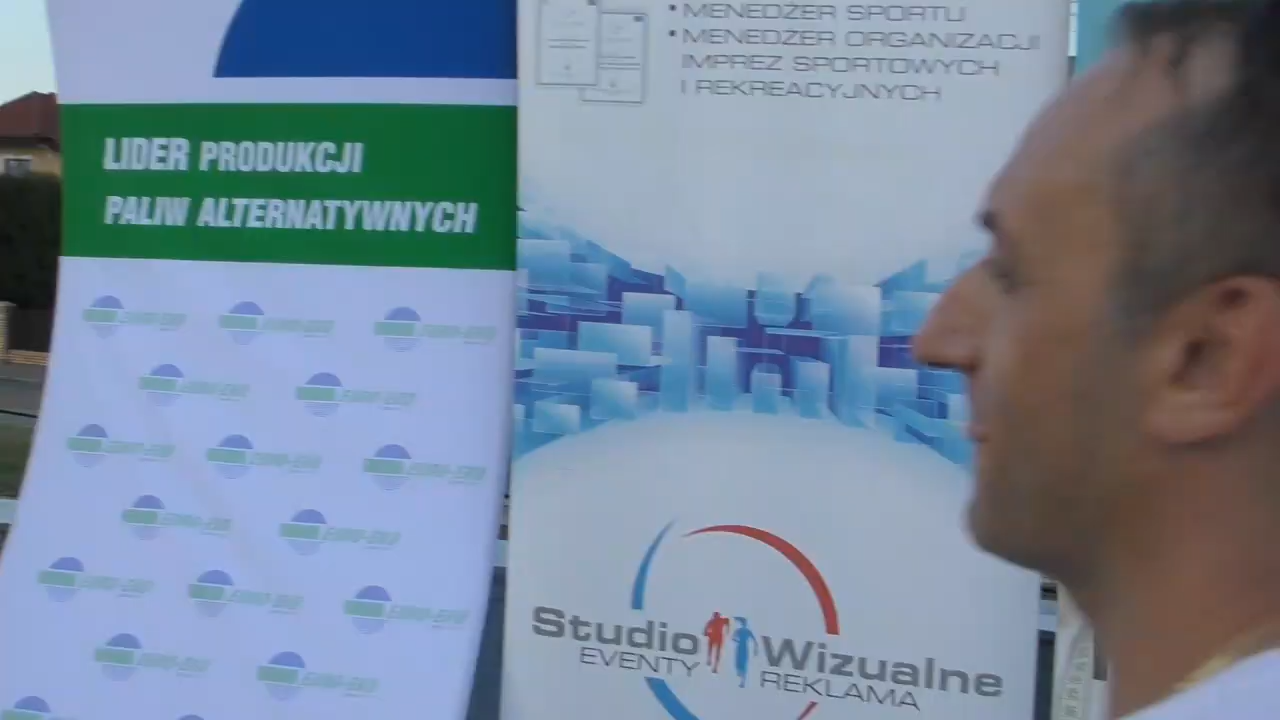 LIDER PRODUKCJI
PALIW ALTERNATYWNYCH
• MENEDŻER SPORTU
• MENEDŻER ORGANIZACJI
IMPREZ SPORTOWYCH
I REKREACYJNYCH
Studio Wizualne
EVENTY REKLAMA